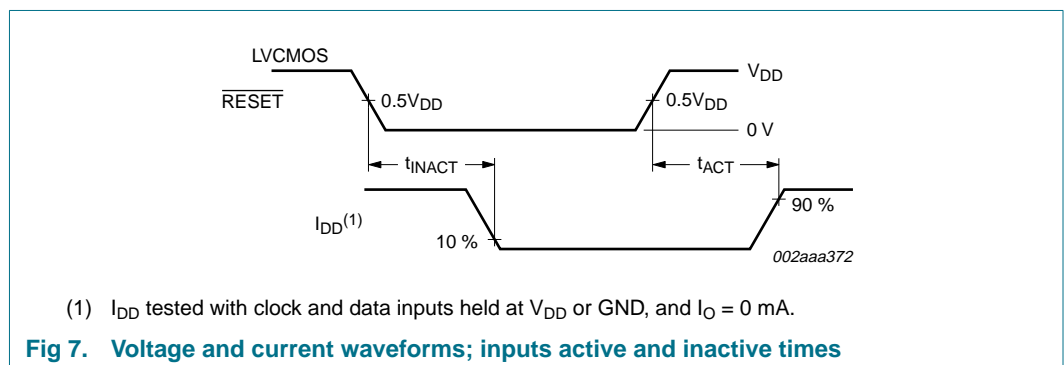 LVCMOS
RESET
0.5VDD
0.5VDD
VDD
0 V
tINACT
tACT
IDD(1)
10 %
90 %
002aaa372
(1) IDD tested with clock and data inputs held at VDD or GND, and IO = 0 mA.
Fig 7. Voltage and current waveforms; inputs active and inactive times